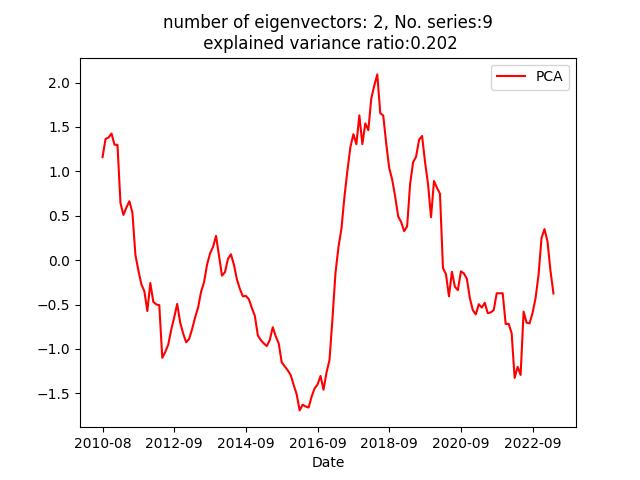 number of eigenvectors: 2, No. series:9
explained variance ratio:0.202
PCA
2.0
1.5
1.0
0.5
0.0
−0.5
−1.0
−1.5
2010-08 2012-09 2014-09 2016-09 2018-09 2020-09 2022-09
Date